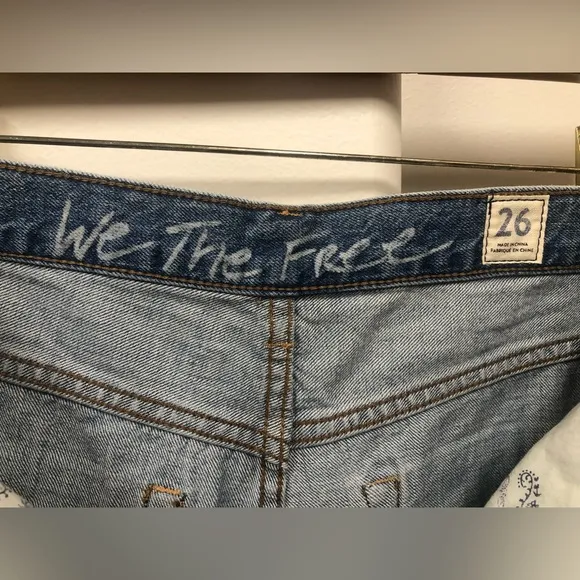 We The Free
26
MADE IN CHINA
FABRIQUÉ EN CHINE